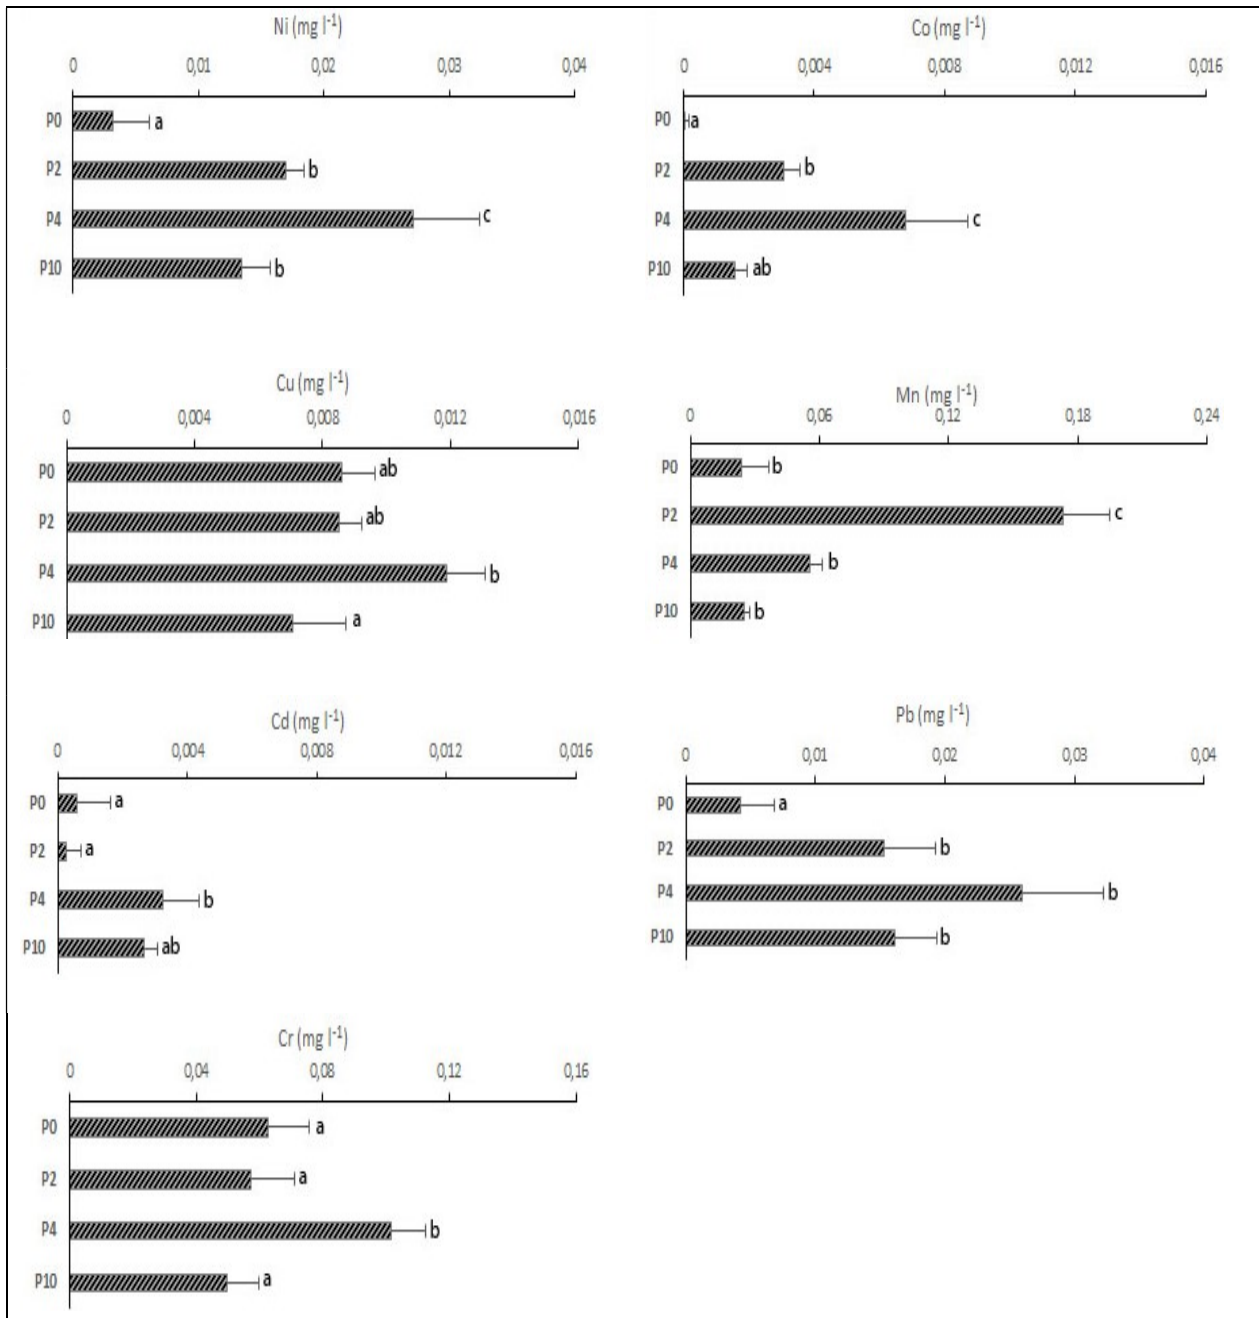 Ni (mg l⁻¹)
0 0,01 0,02 0,03 0,04
P0 a
P2 b
P4 c
P10 b
Co (mg l⁻¹)
0 0,004 0,008 0,012 0,016
P0 a
P2 b
P4 c
P10 ab
Cu (mg l⁻¹)
0 0,004 0,008 0,012 0,016
P0 ab
P2 ab
P4 b
P10 a
Mn (mg l⁻¹)
0 0,06 0,12 0,18 0,24
P0 b
P2 c
P4 b
P10 b
Cd (mg l⁻¹)
0 0,004 0,008 0,012 0,016
P0 a
P2 a
P4 b
P10 ab
Pb (mg l⁻¹)
0 0,01 0,02 0,03 0,04
P0 a
P2 b
P4 b
P10 b
Cr (mg l⁻¹)
0 0,04 0,08 0,12 0,16
P0 a
P2 a
P4 b
P10 a